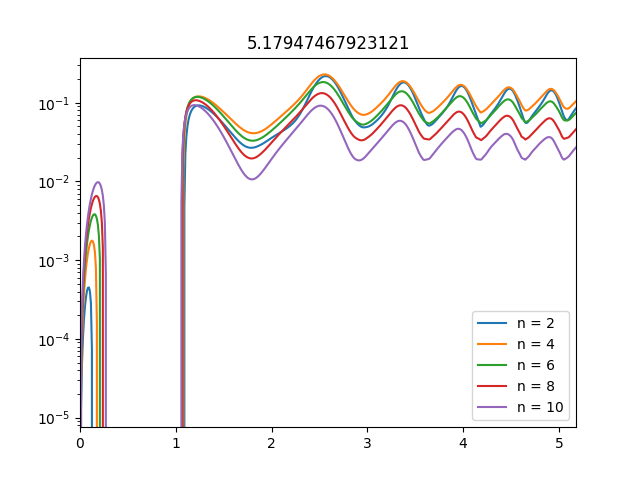 5.17947467923121
10⁻¹
10⁻²
10⁻³
10⁻⁴
10⁻⁵
n = 2
n = 4
n = 6
n = 8
n = 10
0 1 2 3 4 5